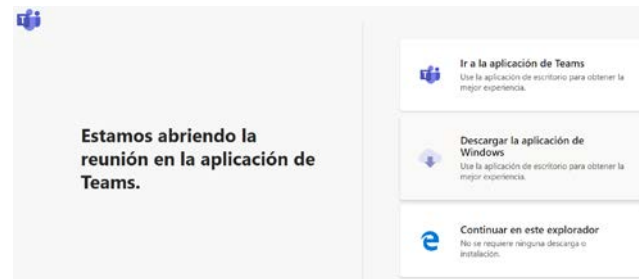 Estamos abriendo la
reunión en la aplicación de
Teams.
Ir a la aplicación de Teams
Use la aplicación de escritorio para obtener la
mejor experiencia.
Descargar la aplicación de
Windows
Use la aplicación de escritorio para obtener la
mejor experiencia.
Continuar en este explorador
No se requiere ninguna descarga o
instalación.